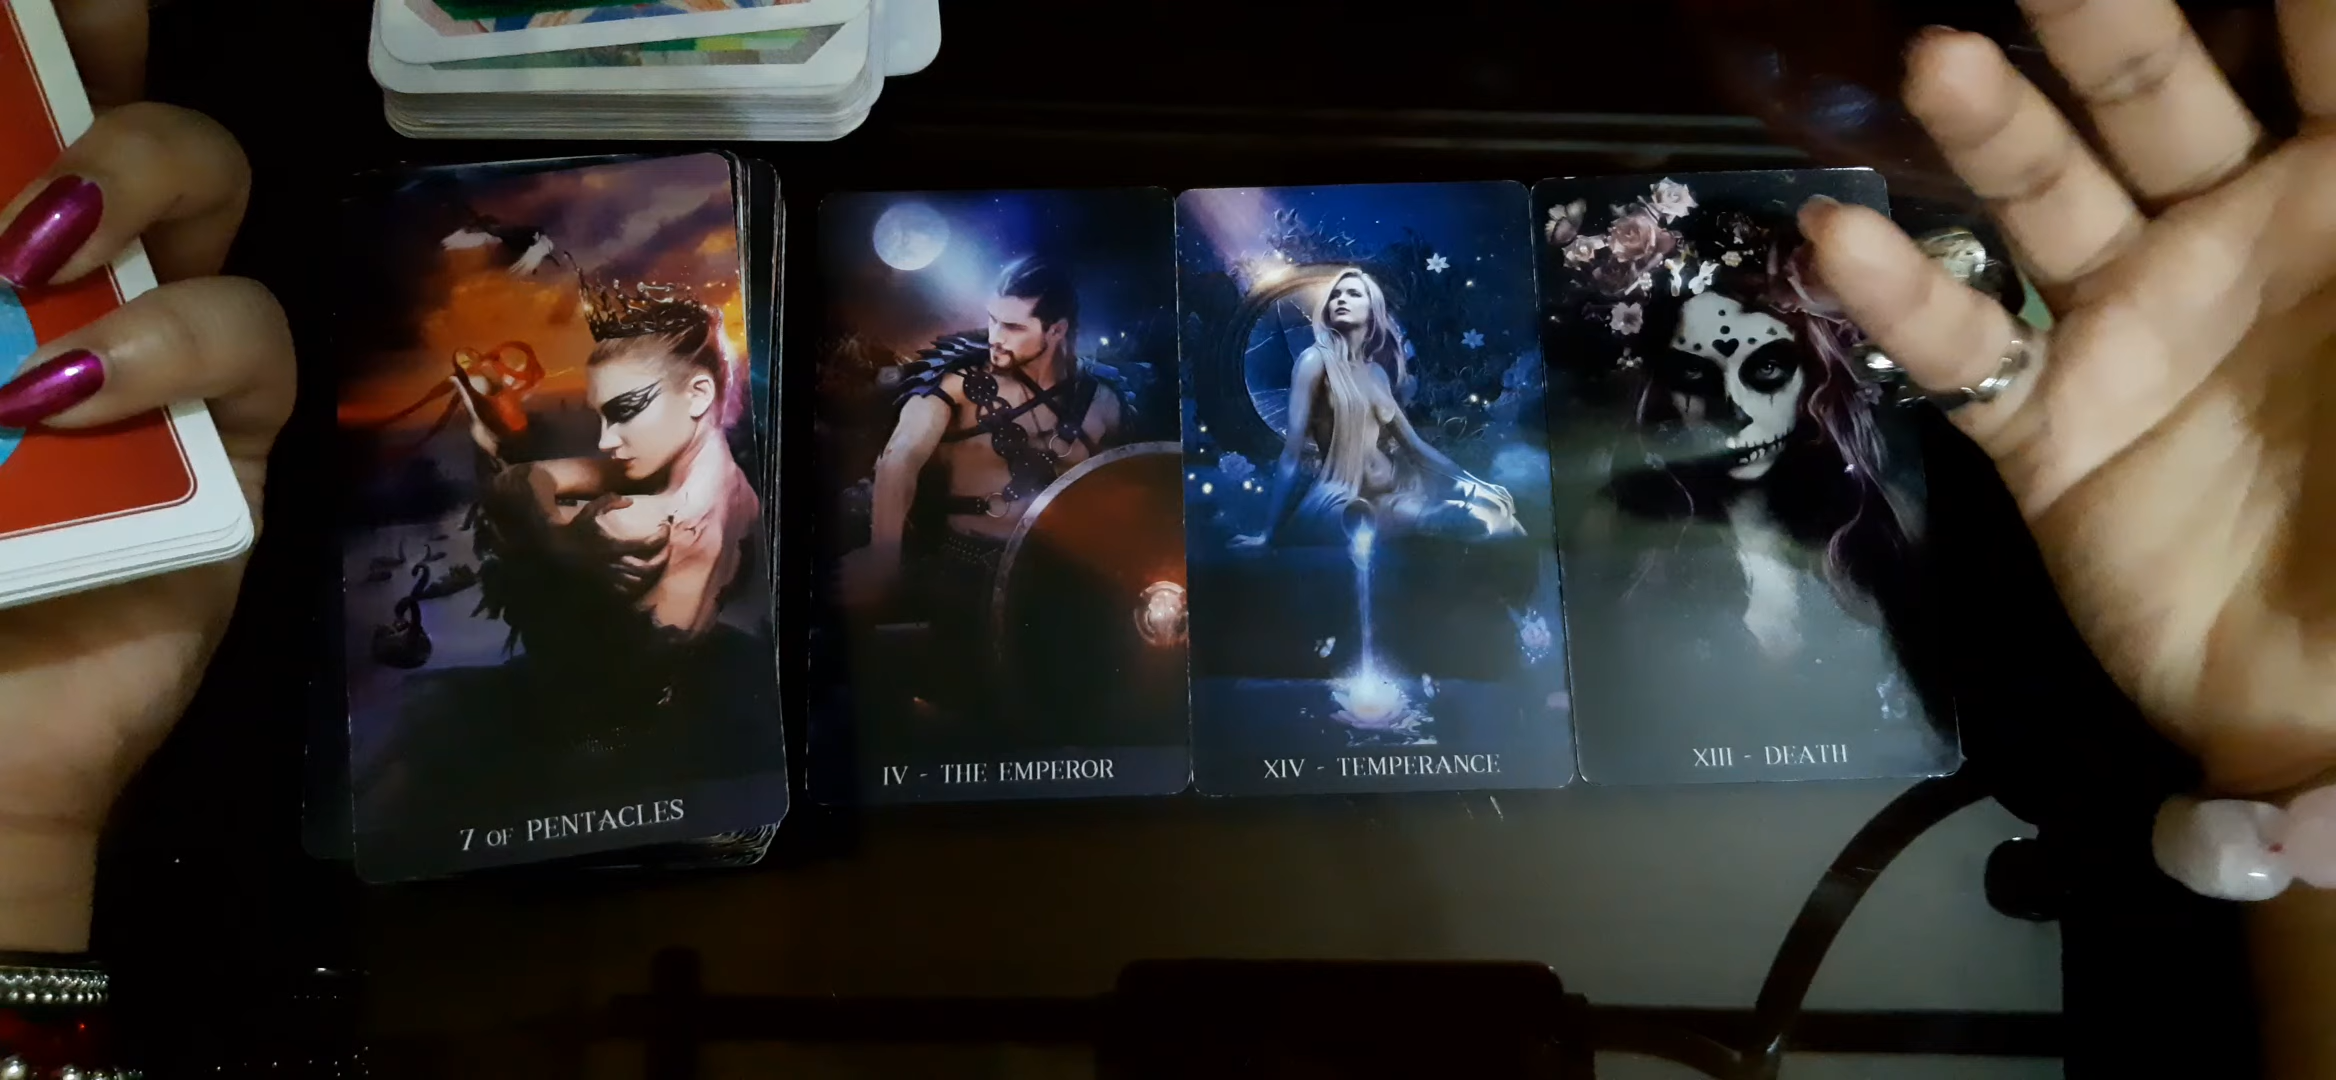 7 OF PENTACLES
IV - THE EMPEROR
XIV - TEMPERANCE
XIII - DEATH